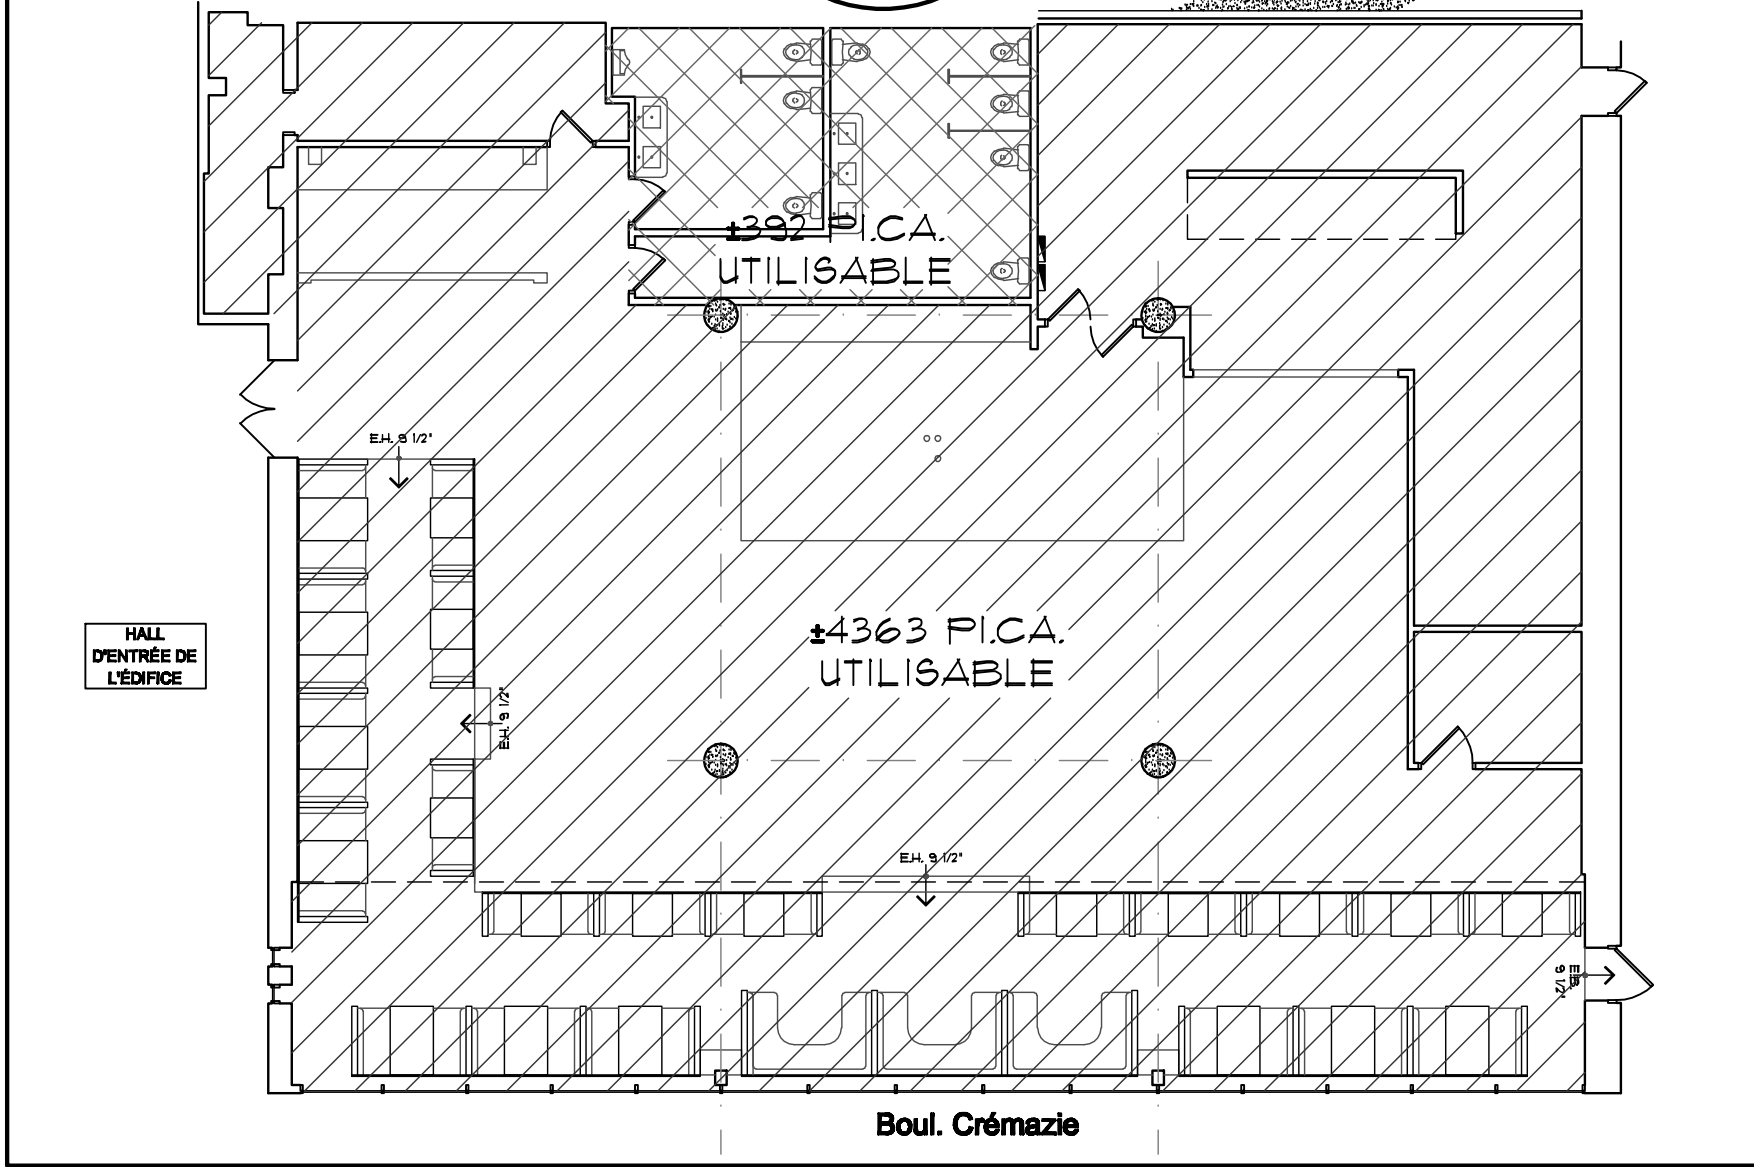 ±392 PI.CA.
UTILISABLE
E.H. 9 1/2"
HALL
D'ENTRÉE DE
L'ÉDIFICE
±4363 PI.CA.
UTILISABLE
E.H. 9 1/2"
E.H. 9 1/2"
E.B.
9 1/2"
Boul. Crémazie